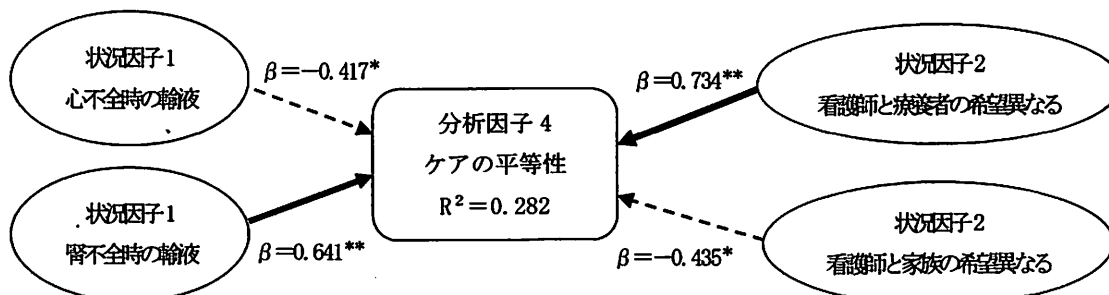 状況因子1
心不全時の輸液
β=-0.417*
状況因子1
腎不全時の輸液
β=0.641**
分析因子 4
ケアの平等性
R²=0.282
β=0.734**
状況因子2
看護師と療養者の希望異なる
β=-0.435*
状況因子2
看護師と家族の希望異なる